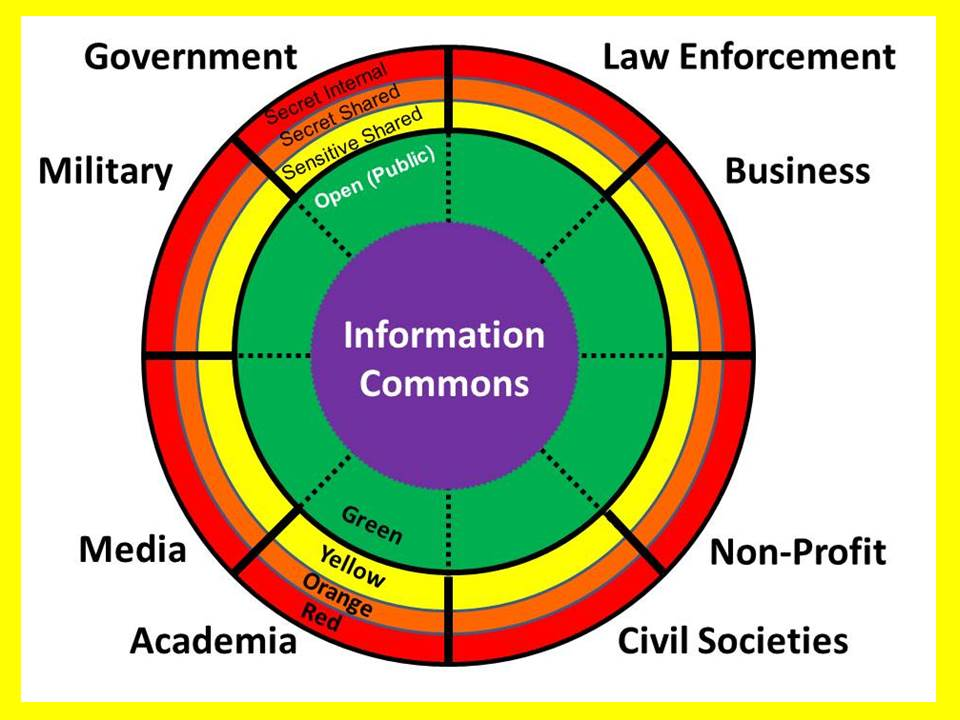 Government
Law Enforcement
Secret Internal
Secret Shared
Sensitive Shared
Open (Public)
Military
Business
Information
Commons
Green
Yellow
Orange
Red
Media
Non-Profit
Academia
Civil Societies